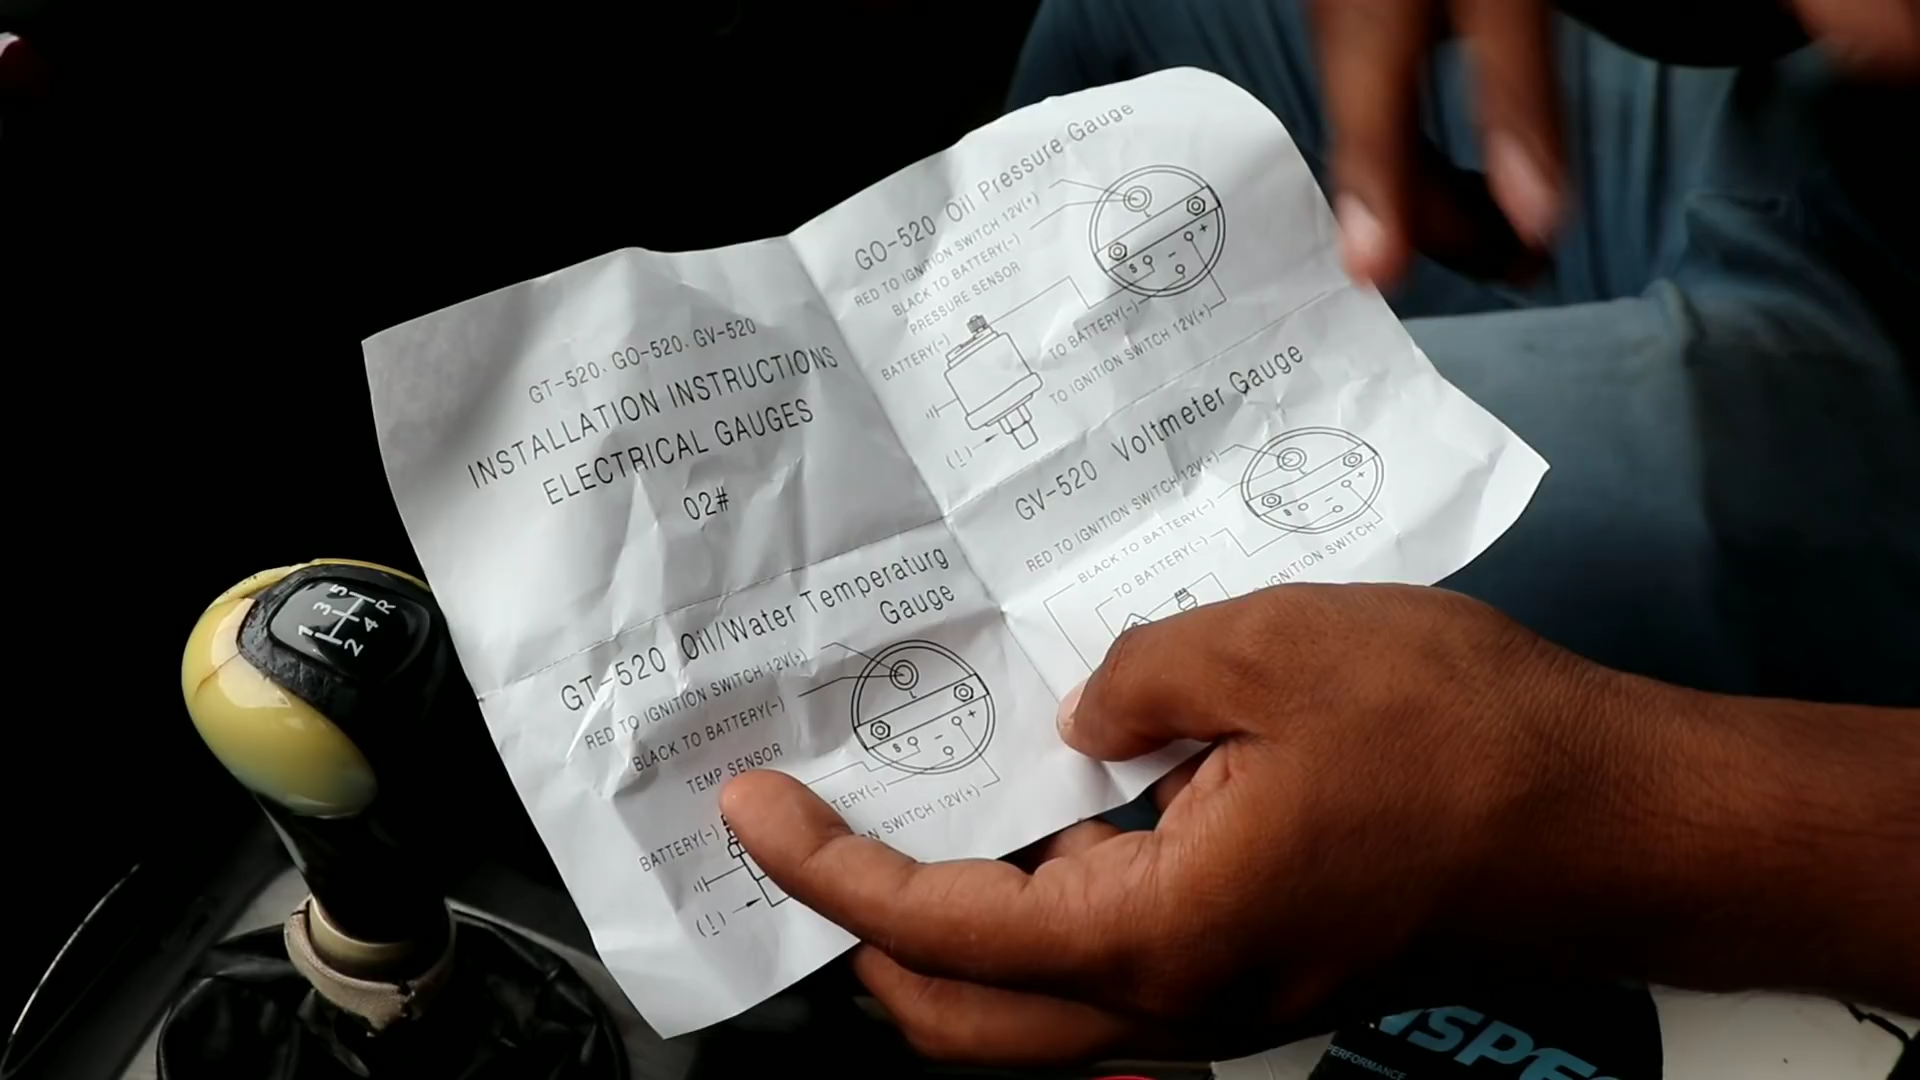 GT-520, GO-520, GV-520
INSTALLATION INSTRUCTIONS
ELECTRICAL GAUGES
02#
GO-520 Oil Pressure Gauge
RED TO IGNITION SWITCH 12V(+)
BLACK TO BATTERY(-)
PRESSURE SENSOR
BATTERY(-)
L
S - +
TO BATTERY(-)
TO IGNITION SWITCH 12V(+)
(!)
GT-520 Oil/Water Temperaturg
Gauge
RED TO IGNITION SWITCH 12V(+)
BLACK TO BATTERY(-)
TEMP SENSOR
BATTERY(-)
L
S - +
TERY(-)
N SWITCH 12V(+)
(!)
GV-520 Voltmeter Gauge
RED TO IGNITION SWITCH 12V(+)
BLACK TO BATTERY(-)
TO BATTERY(-)
IGNITION SWITCH
L
S - +
1 3 5
2 4 R
NSPE
PERFORMANCE